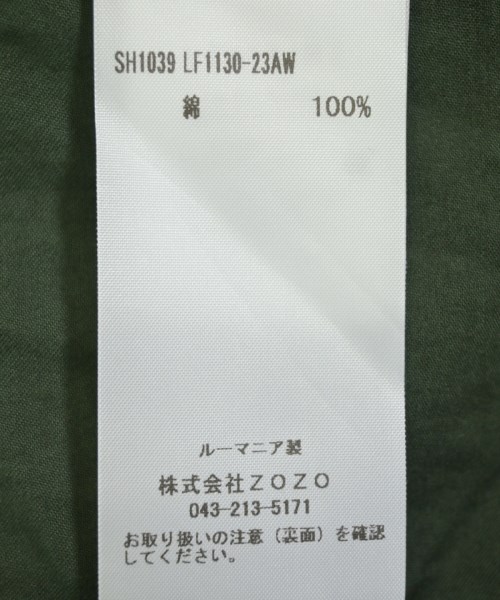 SH1039 LF1130-23AW
綿 100%
ルーマニア製
株式会社ZOZO
043-213-5171
お取り扱いの注意（裏面）を確認
してください。